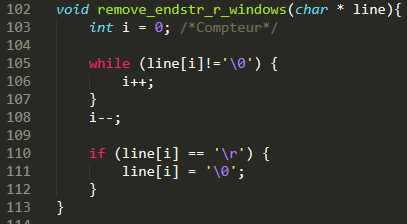 102 void remove_endstr_r_windows(char * line){
103     int i = 0; /*Compteur*/
104
105     while (line[i]!='\0') {
106         i++;
107     }
108     i--;
109
110     if (line[i] == '\r') {
111         line[i] = '\0';
112     }
113 }